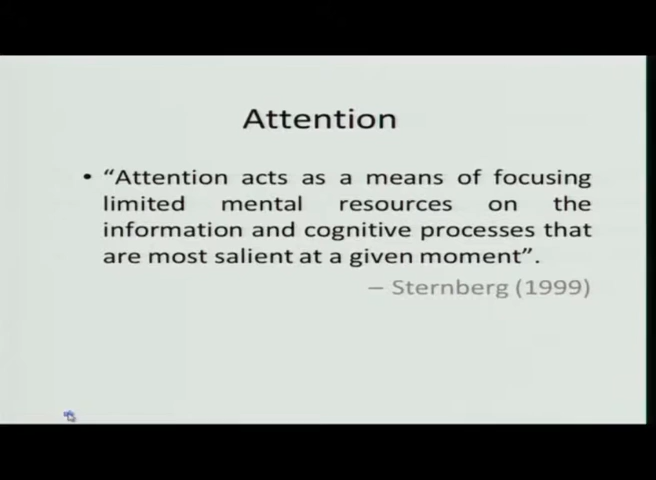 Attention
• “Attention acts as a means of focusing
limited mental resources on the
information and cognitive processes that
are most salient at a given moment”.
– Sternberg (1999)